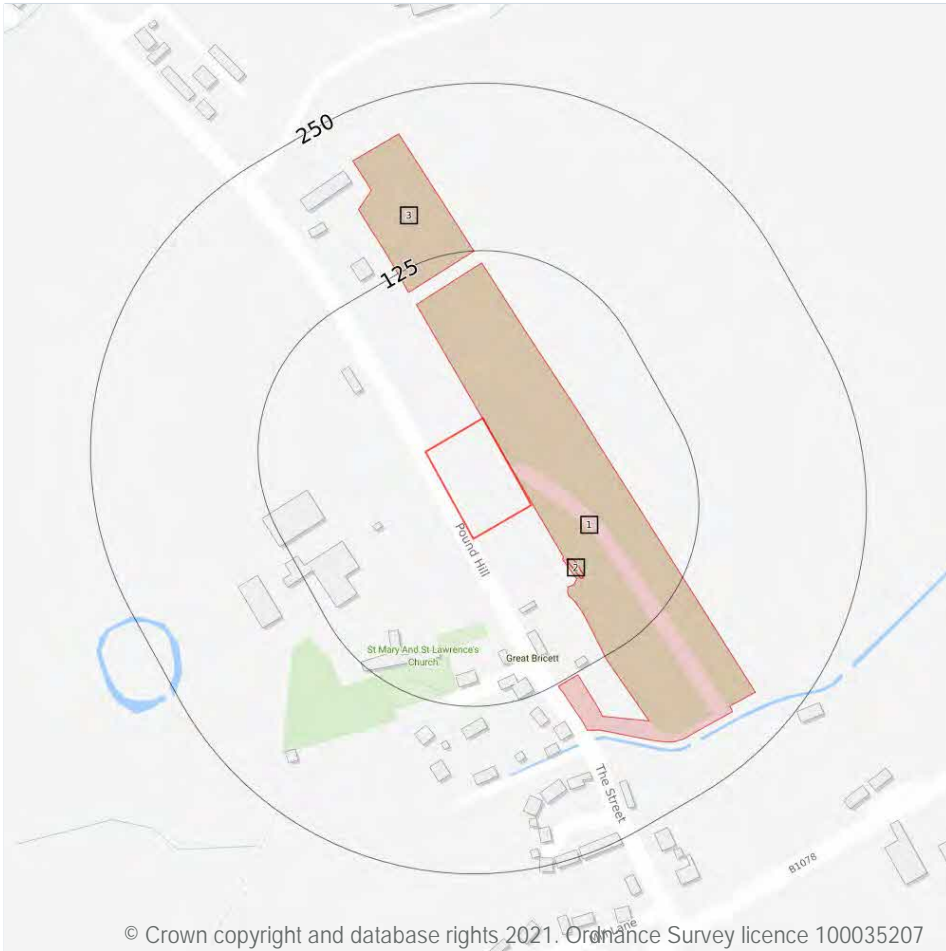 250
3
125
1
Pound Hill
2
St Mary And St Lawrence's
Church
Great Bricett
The Street
B1078
Lane
© Crown copyright and database rights 2021. Ordnance Survey licence 100035207